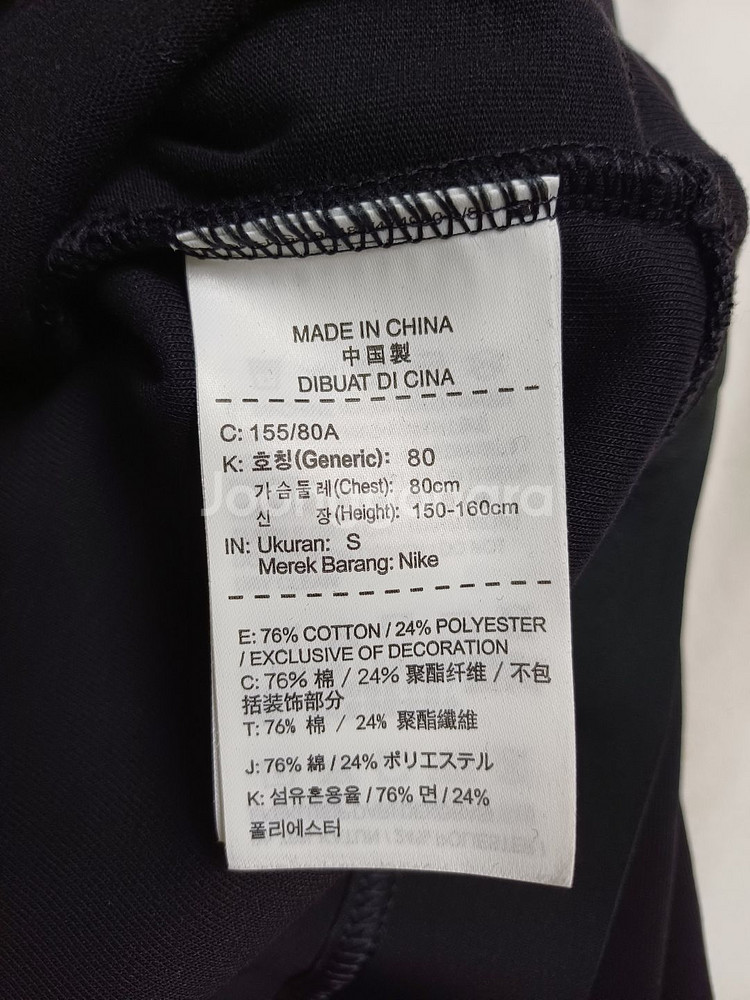 MADE IN CHINA
中国製
DIBUAT DI CINA
C: 155/80A
K: 호칭(Generic): 80
가슴둘레(Chest): 80cm
신 장(Height): 150-160cm
IN: Ukuran: S
Merek Barang: Nike
E: 76% COTTON / 24% POLYESTER
/ EXCLUSIVE OF DECORATION
C: 76% 棉 / 24% 聚酯纤维 / 不包
括装饰部分
T: 76% 棉 / 24% 聚酯纖維
J: 76% 綿 / 24% ポリエステル
K: 섬유혼용율 / 76% 면 / 24%
폴리에스터